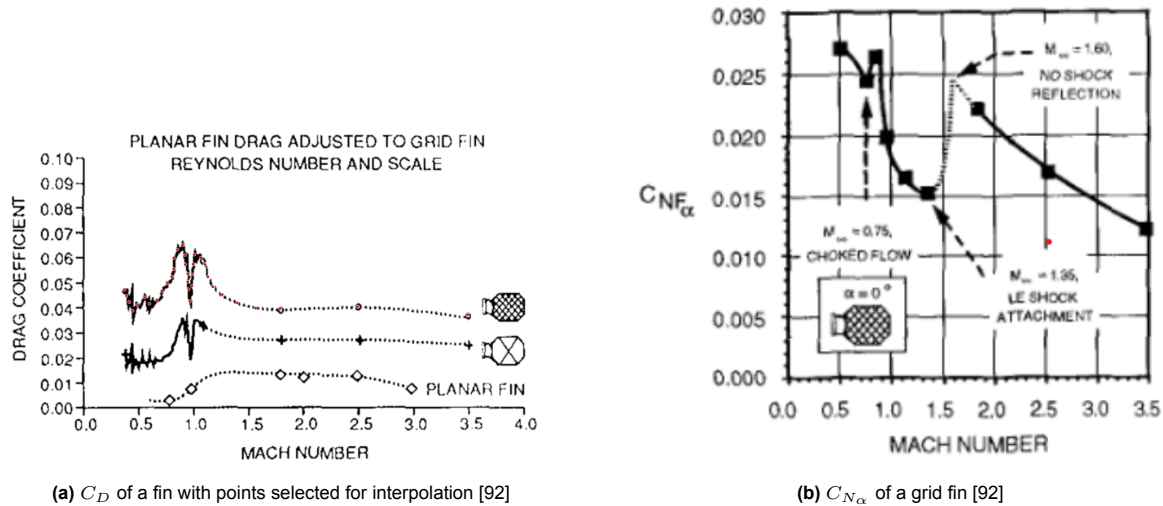 PLANAR FIN DRAG ADJUSTED TO GRID FIN
REYNOLDS NUMBER AND SCALE
DRAG COEFFICIENT
0.10
0.09
0.08
0.07
0.06
0.05
0.04
0.03
0.02
0.01
0.00
PLANAR FIN
0.0 0.5 1.0 1.5 2.0 2.5 3.0 3.5 4.0
MACH NUMBER
(a) C_D of a fin with points selected for interpolation [92]
0.030
0.025
0.020
0.015
0.010
0.005
0.000
C_NFα
M∞ = 1.60,
NO SHOCK
REFLECTION
M∞ = 0.75,
CHOKED FLOW
M∞ = 1.35,
LE SHOCK
ATTACHMENT
α = 0°
0.0 0.5 1.0 1.5 2.0 2.5 3.0 3.5
MACH NUMBER
(b) C_Nα of a grid fin [92]